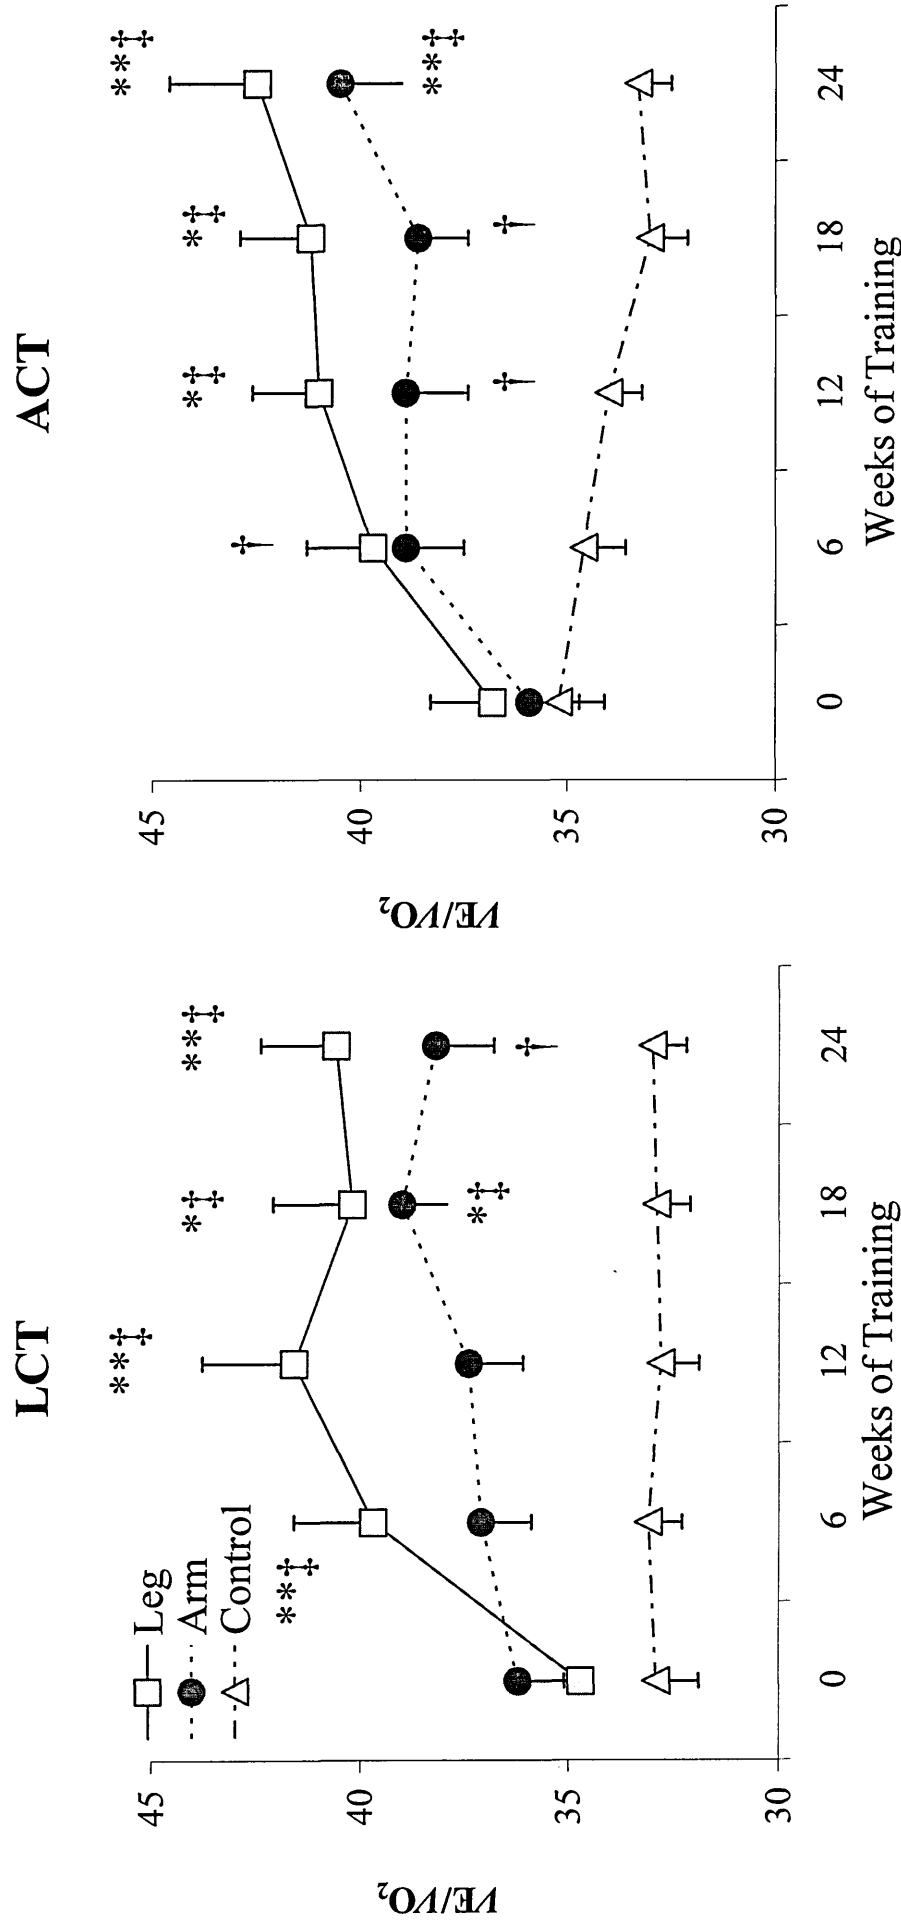 LCT
VE/VO₂
45
40
35
30
Leg
Arm
Control
**‡
**‡
*‡
**‡
*‡
†
0 6 12 18 24
Weeks of Training
ACT
VE/VO₂
45
40
35
30
†
*‡
*‡
**‡
†
†
**‡
0 6 12 18 24
Weeks of Training